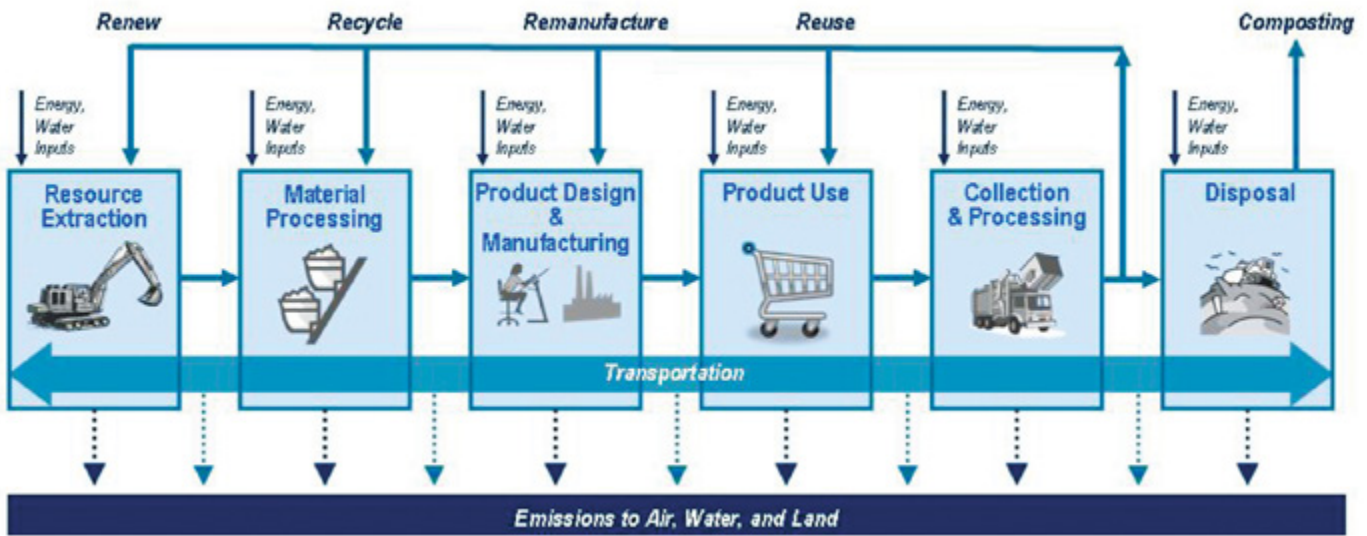 Renew
Recycle
Remanufacture
Reuse
Composting
Energy,
Water
Inputs
Energy,
Water
Inputs
Energy,
Water
Inputs
Energy,
Water
Inputs
Energy,
Water
Inputs
Energy,
Water
Inputs
Resource
Extraction
Material
Processing
Product Design
&
Manufacturing
Product Use
Collection
& Processing
Disposal
Transportation
Emissions to Air, Water, and Land